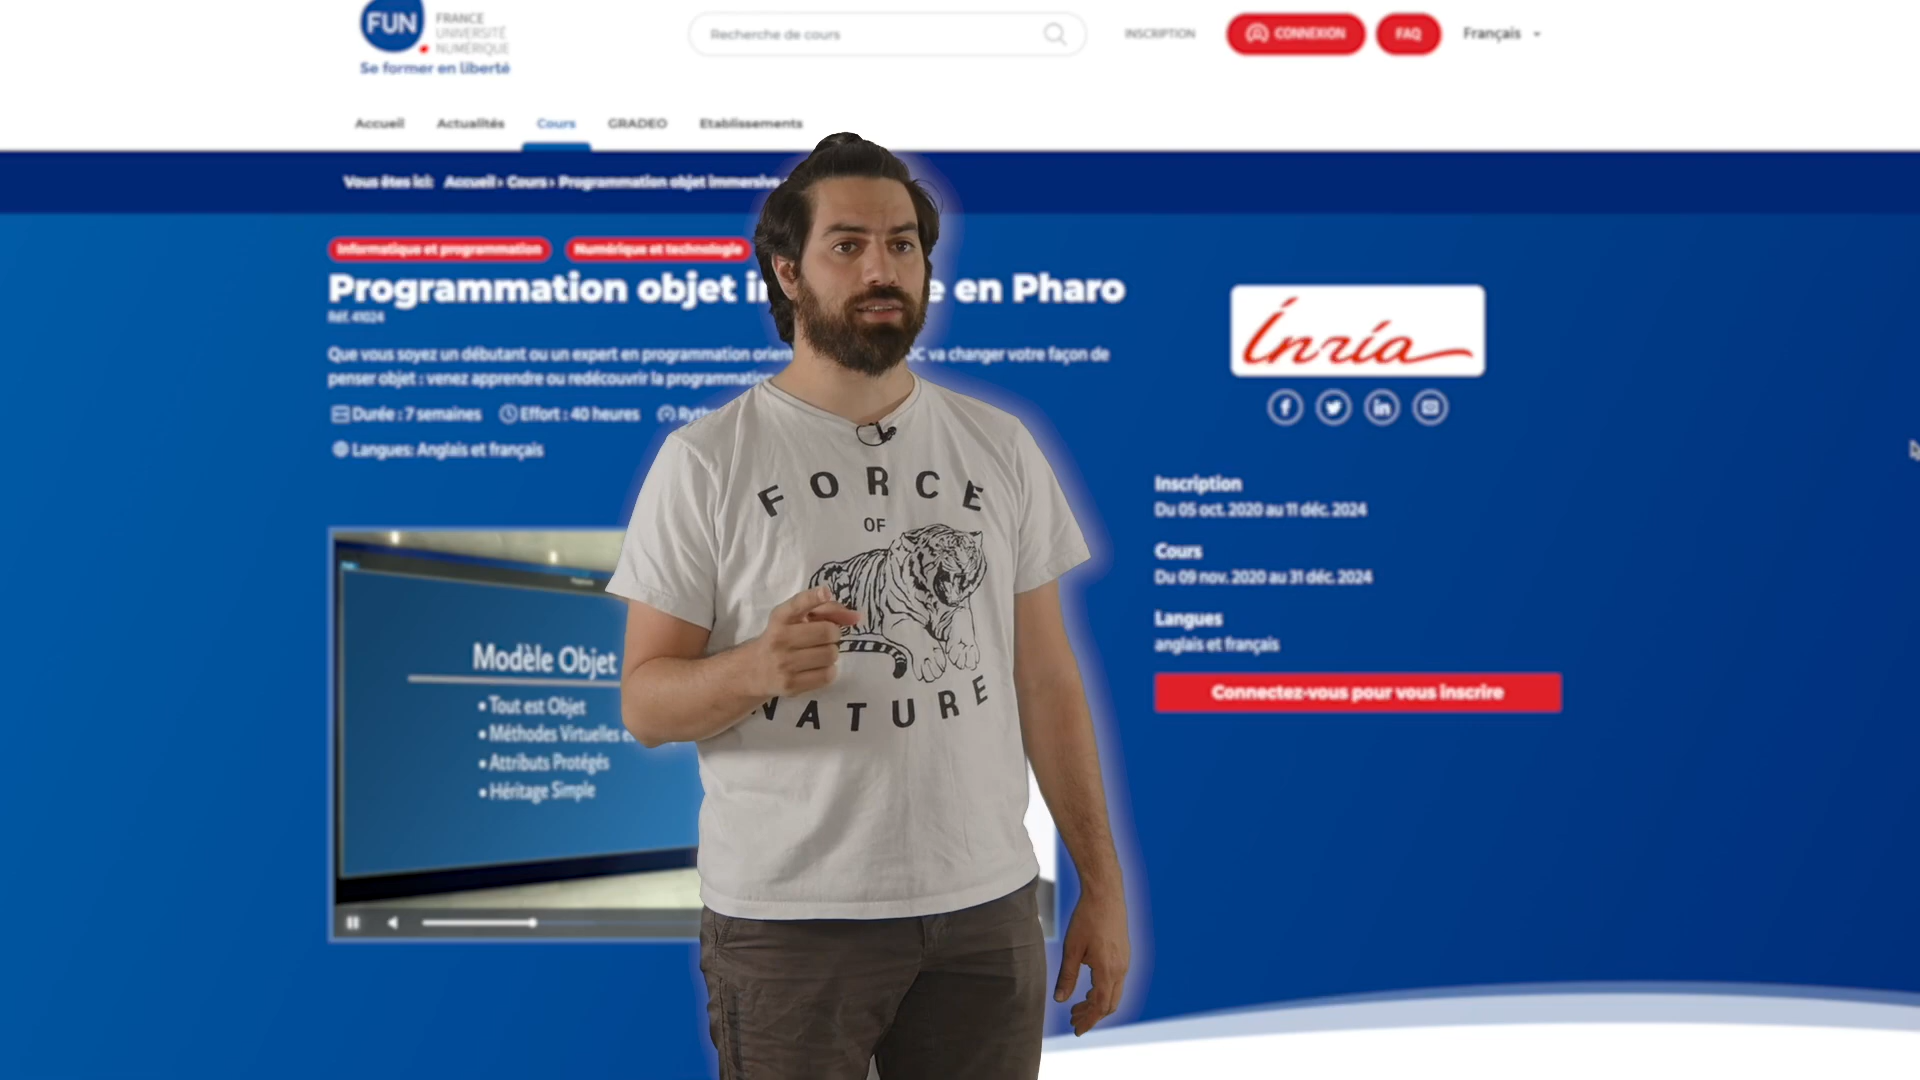 FUN
FRANCE
UNIVERSITÉ
NUMÉRIQUE
Se former en liberté
Recherche de cours
INSCRIPTION
CONNEXION
FAQ
Français
Accueil
Actualités
Cours
GRADEO
Etablissements
Vous êtes ici: Accueil › Cours › Programmation objet immersive
Informatique et programmation
Numérique et technologie
Programmation objet i e en Pharo
Réf. 41024
Que vous soyez un débutant ou un expert en programmation orien OC va changer votre façon de
penser objet : venez apprendre ou redécouvrir la programmation
Durée : 7 semaines
Effort : 40 heures
Ryth
Langues: Anglais et français
Inria
Inscription
Du 05 oct. 2020 au 11 déc. 2024
Cours
Du 09 nov. 2020 au 31 déc. 2024
Langues
anglais et français
Connectez-vous pour vous inscrire
Modèle Objet
• Tout est Objet
• Méthodes Virtuelles e
• Attributs Protégés
• Héritage Simple
FORCE
OF
NATURE